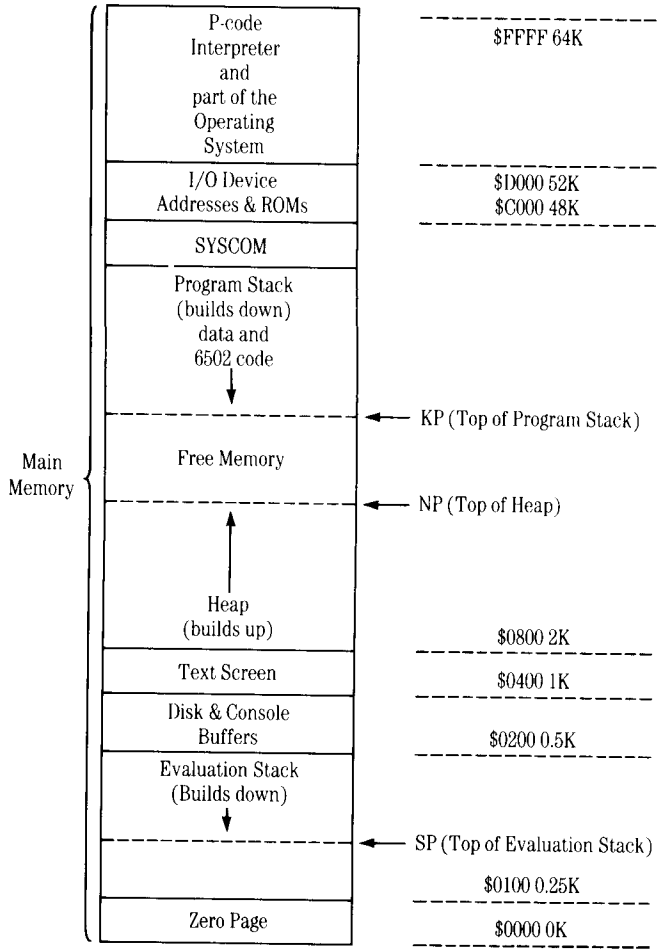 P-code
Interpreter
and
part of the
Operating
System
$FFFF 64K
I/O Device
Addresses & ROMs
$D000 52K
$C000 48K
SYSCOM
Program Stack
(builds down)
data and
6502 code
KP (Top of Program Stack)
Main
Memory
Free Memory
NP (Top of Heap)
Heap
(builds up)
$0800 2K
Text Screen
$0400 1K
Disk & Console
Buffers
$0200 0.5K
Evaluation Stack
(Builds down)
SP (Top of Evaluation Stack)
$0100 0.25K
Zero Page
$0000 0K